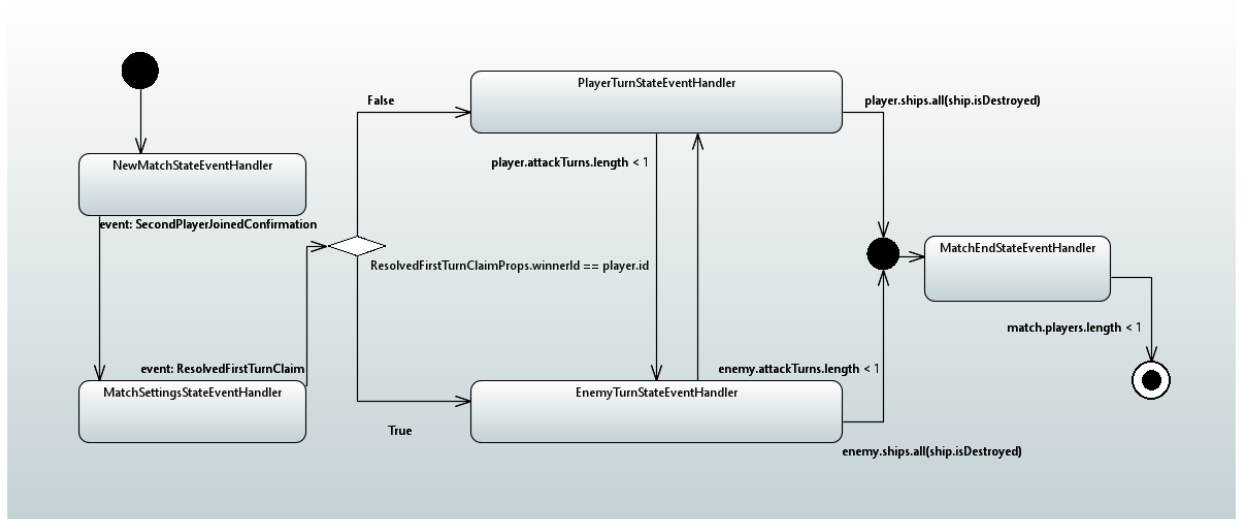 PlayerTurnStateEventHandler
False
player.ships.all(ship.isDestroyed)
NewMatchStateEventHandler
player.attackTurns.length < 1
event: SecondPlayerJoinedConfirmation
MatchEndStateEventHandler
ResolvedFirstTurnClaimProps.winnerId == player.id
match.players.length < 1
event: ResolvedFirstTurnClaim
enemy.attackTurns.length < 1
MatchSettingsStateEventHandler
EnemyTurnStateEventHandler
True
enemy.ships.all(ship.isDestroyed)